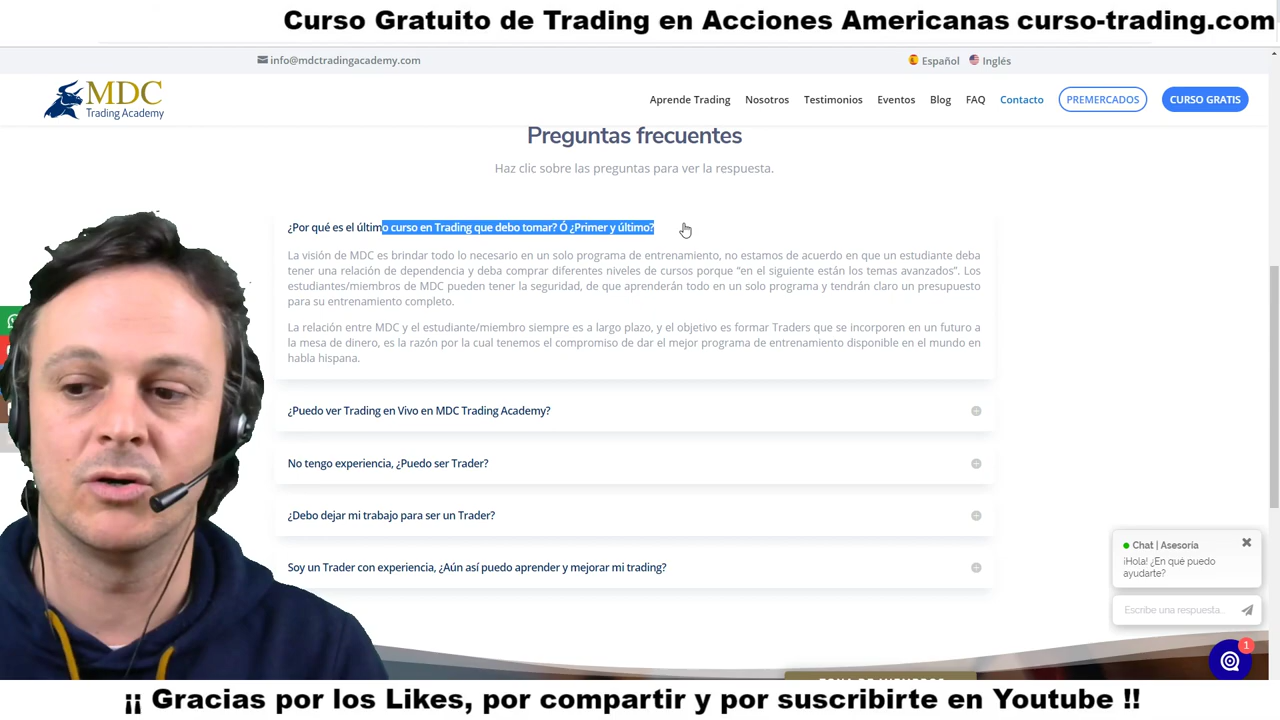 Curso Gratuito de Trading en Acciones Americanas curso-trading.com
info@mdctradingacademy.com
Español
Inglés
MDC
Trading Academy
Aprende Trading
Nosotros
Testimonios
Eventos
Blog
FAQ
Contacto
PREMERCADOS
CURSO GRATIS
Preguntas frecuentes
Haz clic sobre las preguntas para ver la respuesta.
¿Por qué es el último curso en Trading que debo tomar? Ó ¿Primer y último?
La visión de MDC es brindar todo lo necesario en un solo programa de entrenamiento, no estamos de acuerdo en que un estudiante deba
tener una relación de dependencia y deba comprar diferentes niveles de cursos porque “en el siguiente están los temas avanzados”. Los
estudiantes/miembros de MDC pueden tener la seguridad, de que aprenderán todo en un solo programa y tendrán claro un presupuesto
para su entrenamiento completo.
La relación entre MDC y el estudiante/miembro siempre es a largo plazo, y el objetivo es formar Traders que se incorporen en un futuro a
la mesa de dinero, es la razón por la cual tenemos el compromiso de dar el mejor programa de entrenamiento disponible en el mundo en
habla hispana.
¿Puedo ver Trading en Vivo en MDC Trading Academy?
No tengo experiencia, ¿Puedo ser Trader?
¿Debo dejar mi trabajo para ser un Trader?
Soy un Trader con experiencia, ¿Aún así puedo aprender y mejorar mi trading?
Chat | Asesoría
¡Hola! ¿En qué puedo
ayudarte?
Escribe una respuesta...
1
¡¡ Gracias por los Likes, por compartir y por suscribirte en Youtube !!